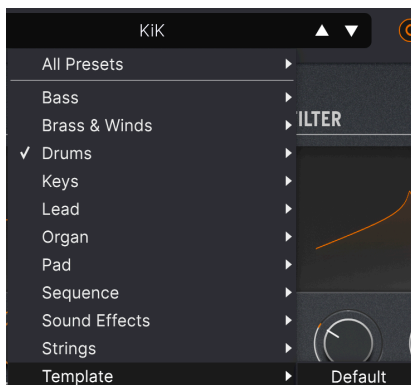 KiK
All Presets
Bass
Brass & Winds
ILTER
✓ Drums
Keys
Lead
Organ
Pad
Sequence
Sound Effects
Strings
Template
Default